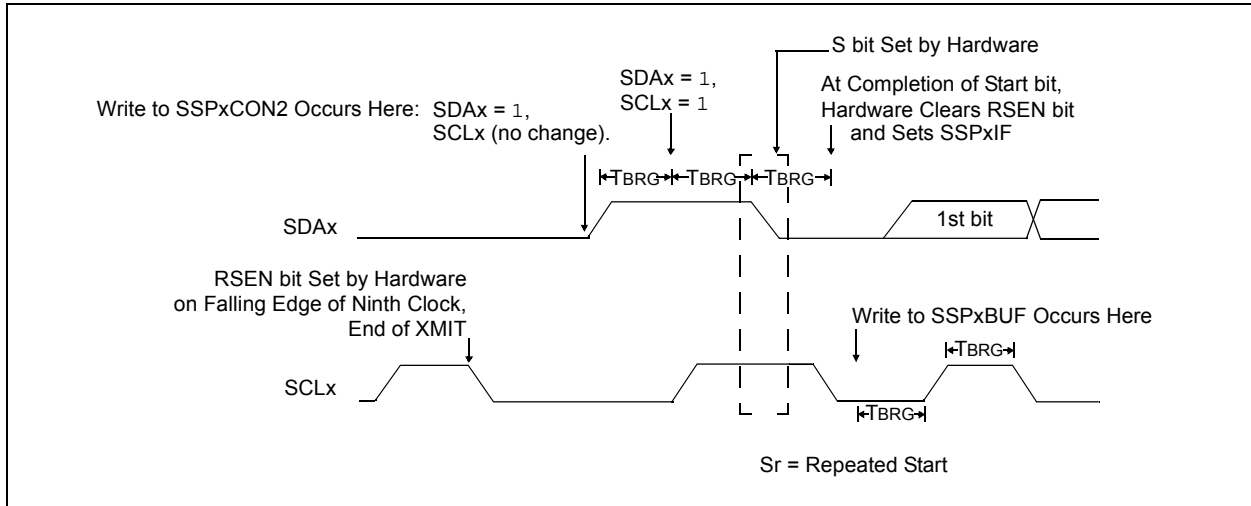 S bit Set by Hardware
SDAx = 1,
SCLx = 1
At Completion of Start bit,
Hardware Clears RSEN bit
and Sets SSPxIF
Write to SSPxCON2 Occurs Here: SDAx = 1,
SCLx (no change).
TBRG
TBRG
TBRG
SDAx
1st bit
RSEN bit Set by Hardware
on Falling Edge of Ninth Clock,
End of XMIT
Write to SSPxBUF Occurs Here
TBRG
SCLx
TBRG
Sr = Repeated Start